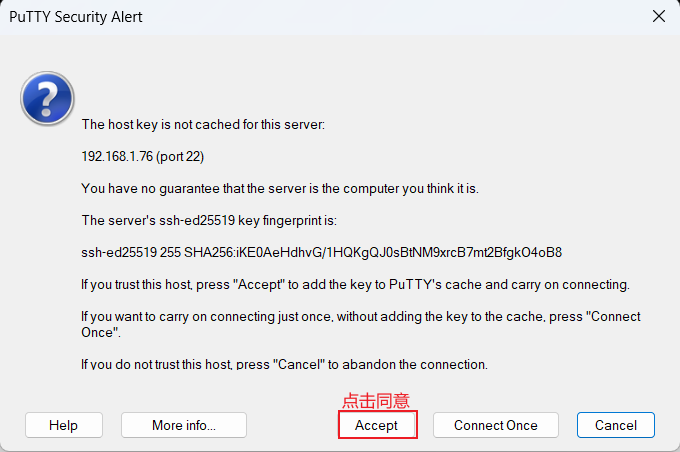 PuTTY Security Alert
The host key is not cached for this server:
192.168.1.76 (port 22)
You have no guarantee that the server is the computer you think it is.
The server's ssh-ed25519 key fingerprint is:
ssh-ed25519 255 SHA256:iKE0AeHdhvG/1HQKgQJ0sBtNM9xrcB7mt2BfgkO4oB8
If you trust this host, press "Accept" to add the key to PuTTY's cache and carry on connecting.
If you want to carry on connecting just once, without adding the key to the cache, press "Connect
Once".
If you do not trust this host, press "Cancel" to abandon the connection.
点击同意
Help
More info...
Accept
Connect Once
Cancel